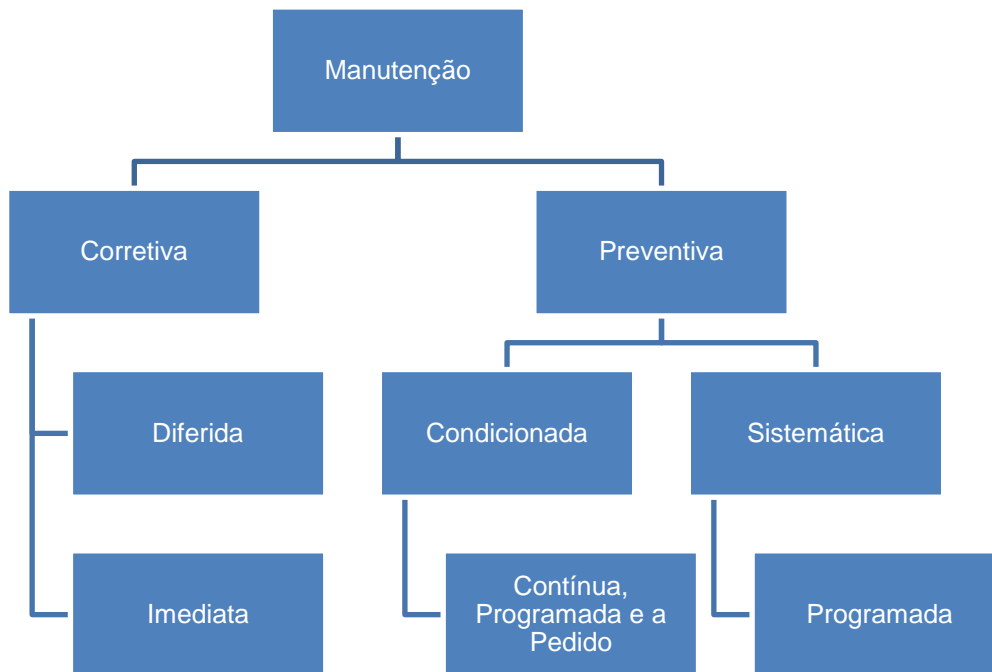 Manutenção
Corretiva
Preventiva
Diferida
Condicionada
Sistemática
Imediata
Contínua,
Programada e a
Pedido
Programada